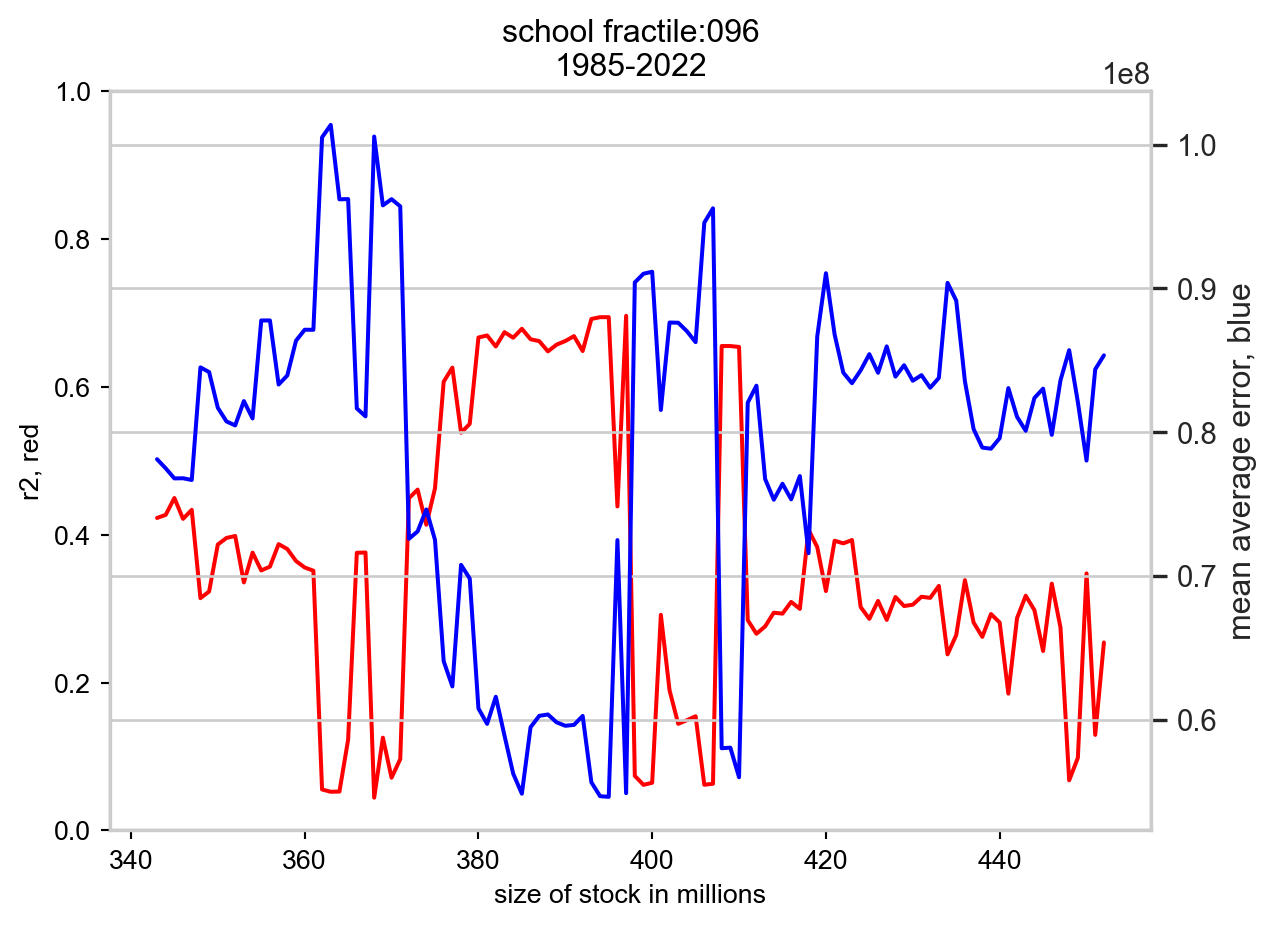 school fractile:096
1985-2022
1e8
1.0
0.8
0.6
0.4
0.2
0.0
r2, red
1.0
0.9
0.8
0.7
0.6
mean average error, blue
340 360 380 400 420 440
size of stock in millions